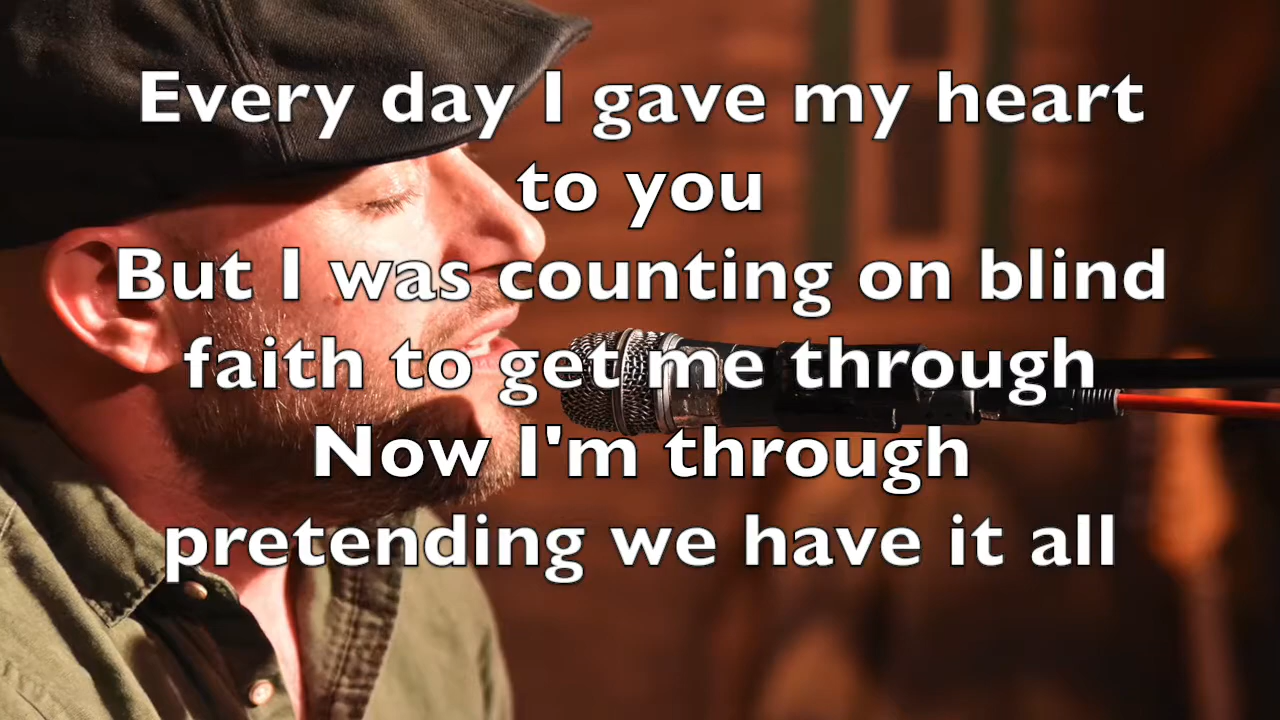 Every day I gave my heart
to you
But I was counting on blind
faith to get me through
Now I'm through
pretending we have it all